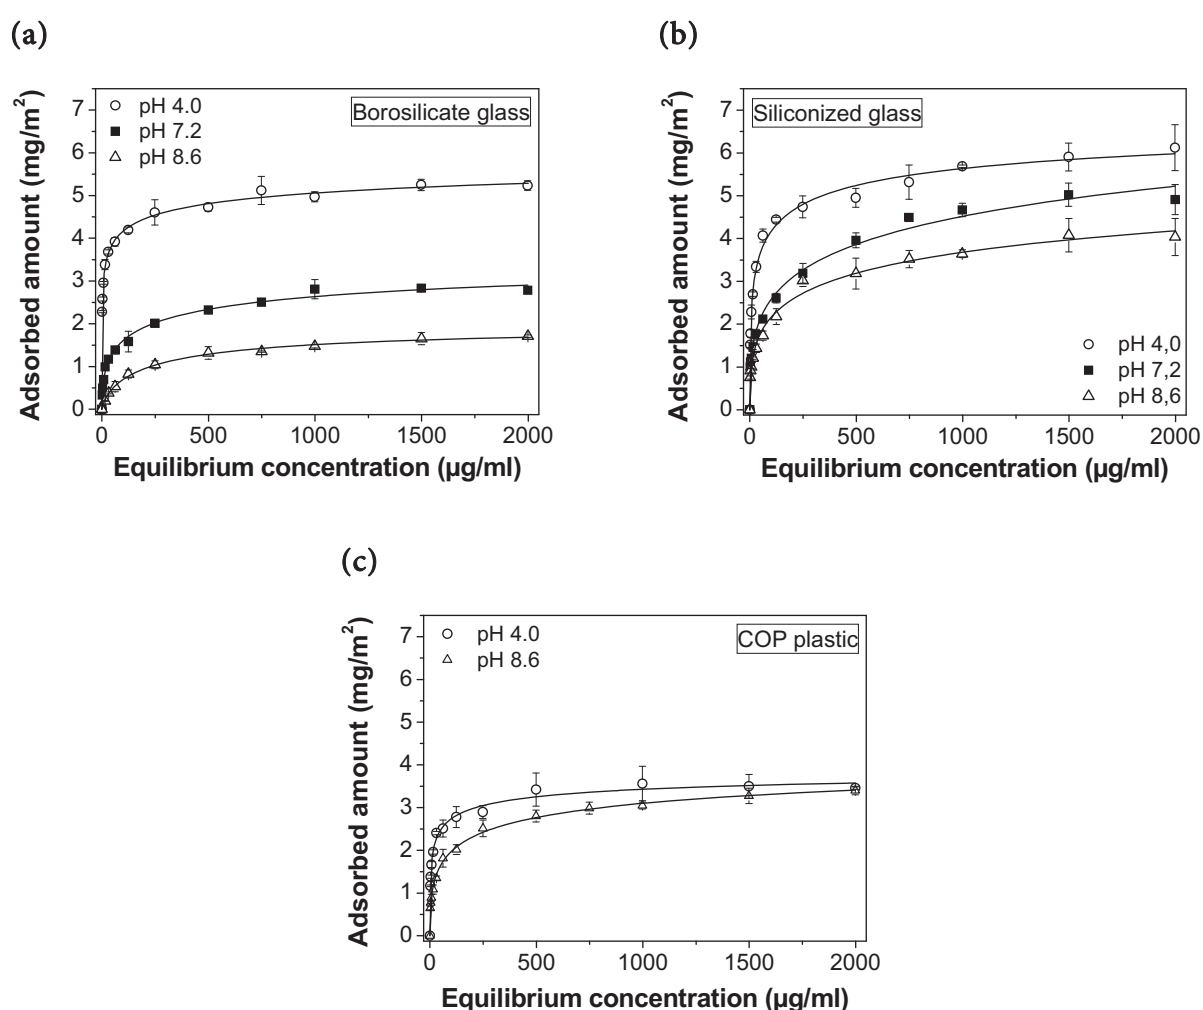 (a)
Adsorbed amount (mg/m²)
7
6
5
4
3
2
1
0
pH 4.0
pH 7.2
pH 8.6
Borosilicate glass
0 500 1000 1500 2000
Equilibrium concentration (µg/ml)
(b)
Adsorbed amount (mg/m²)
7
6
5
4
3
2
1
0
Siliconized glass
pH 4,0
pH 7,2
pH 8,6
0 500 1000 1500 2000
Equilibrium concentration (µg/ml)
(c)
Adsorbed amount (mg/m²)
7
6
5
4
3
2
1
0
pH 4.0
pH 8.6
COP plastic
0 500 1000 1500 2000
Equilibrium concentration (µg/ml)